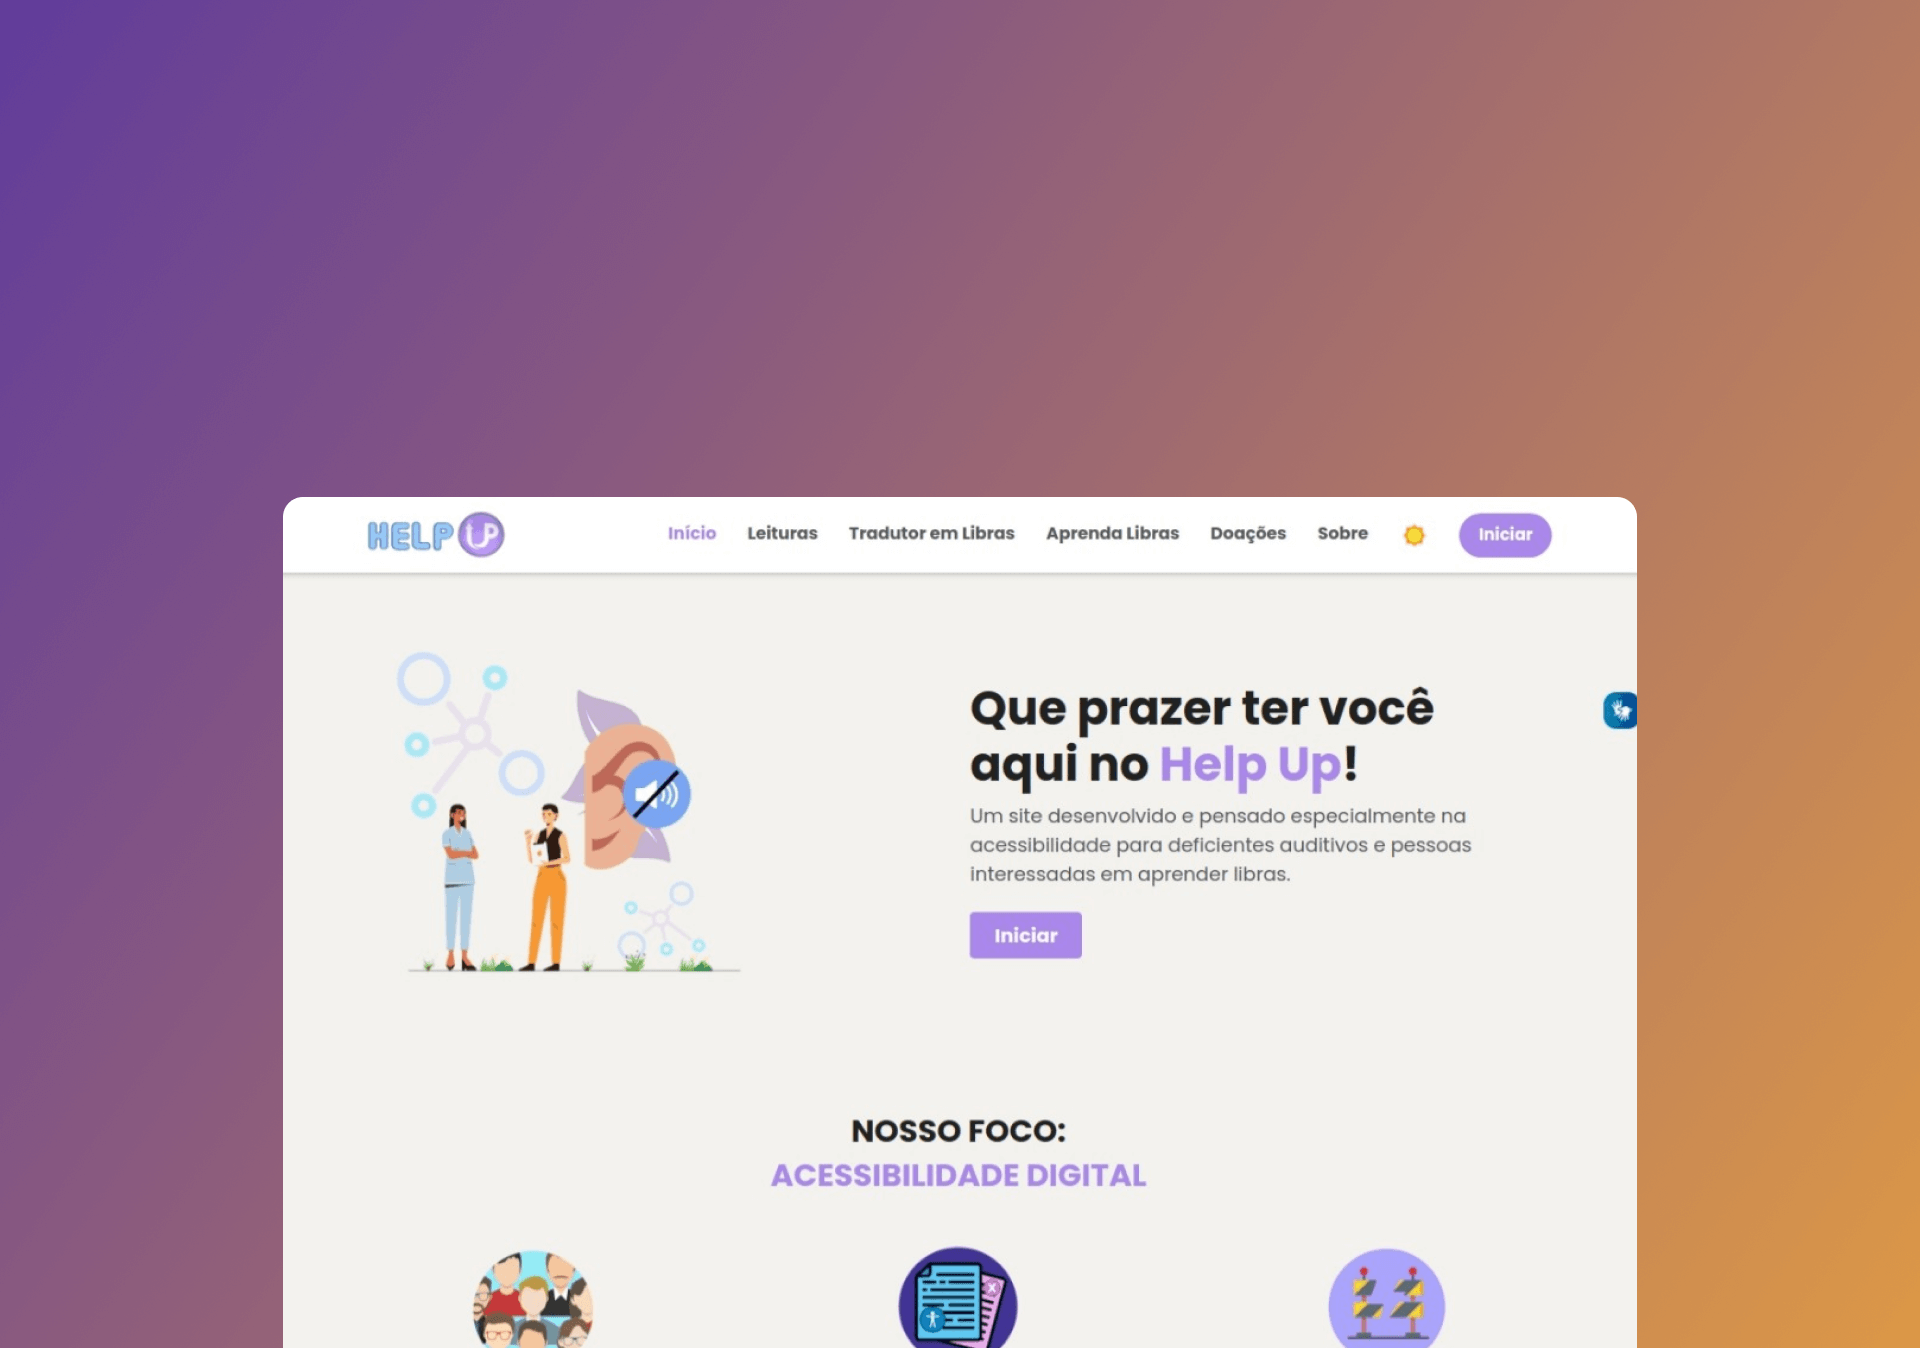 HELP UP
Início Leituras Tradutor em Libras Aprenda Libras Doações Sobre Iniciar
Que prazer ter você
aqui no Help Up!
Um site desenvolvido e pensado especialmente na
acessibilidade para deficientes auditivos e pessoas
interessadas em aprender libras.
Iniciar
NOSSO FOCO:
ACESSIBILIDADE DIGITAL